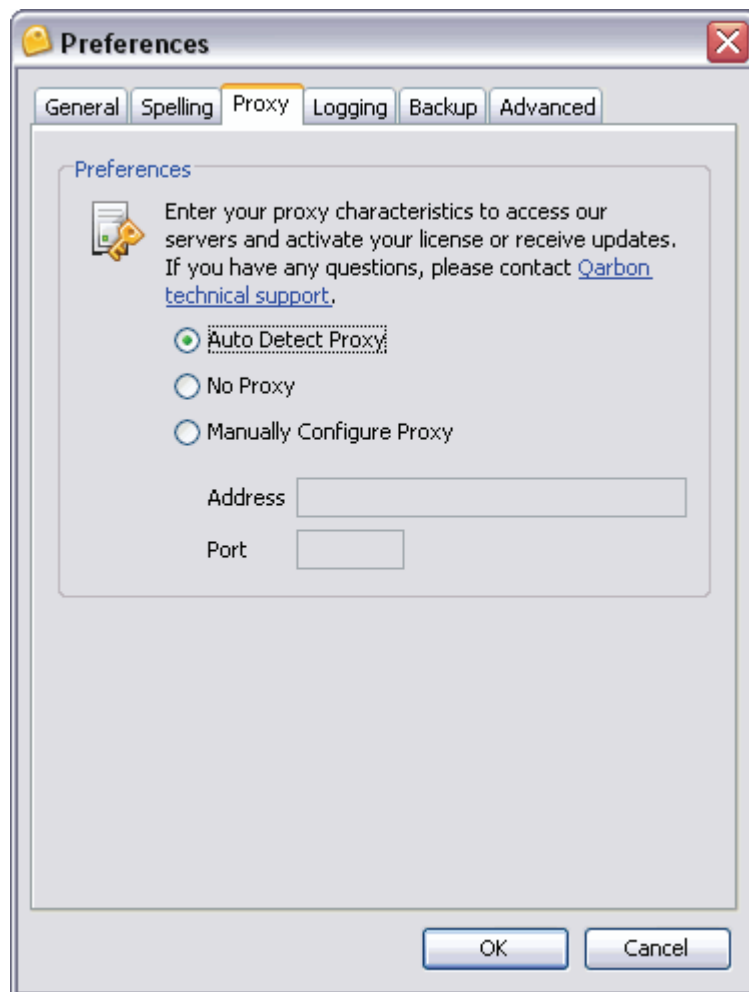 Preferences
General Spelling Proxy Logging Backup Advanced
Preferences
Enter your proxy characteristics to access our
servers and activate your license or receive updates.
If you have any questions, please contact Qarbon
technical support.
Auto Detect Proxy
No Proxy
Manually Configure Proxy
Address
Port
OK Cancel